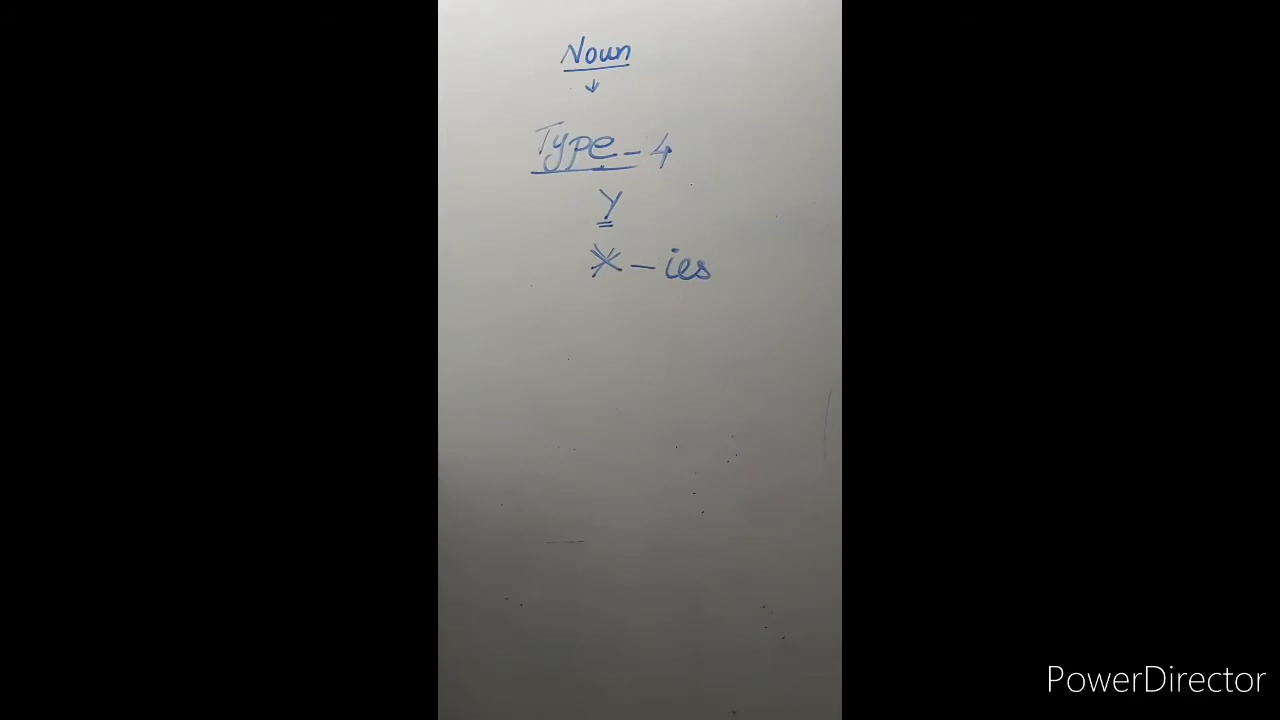 Noun
↓
Type - 4
Y
Y - ies
PowerDirector